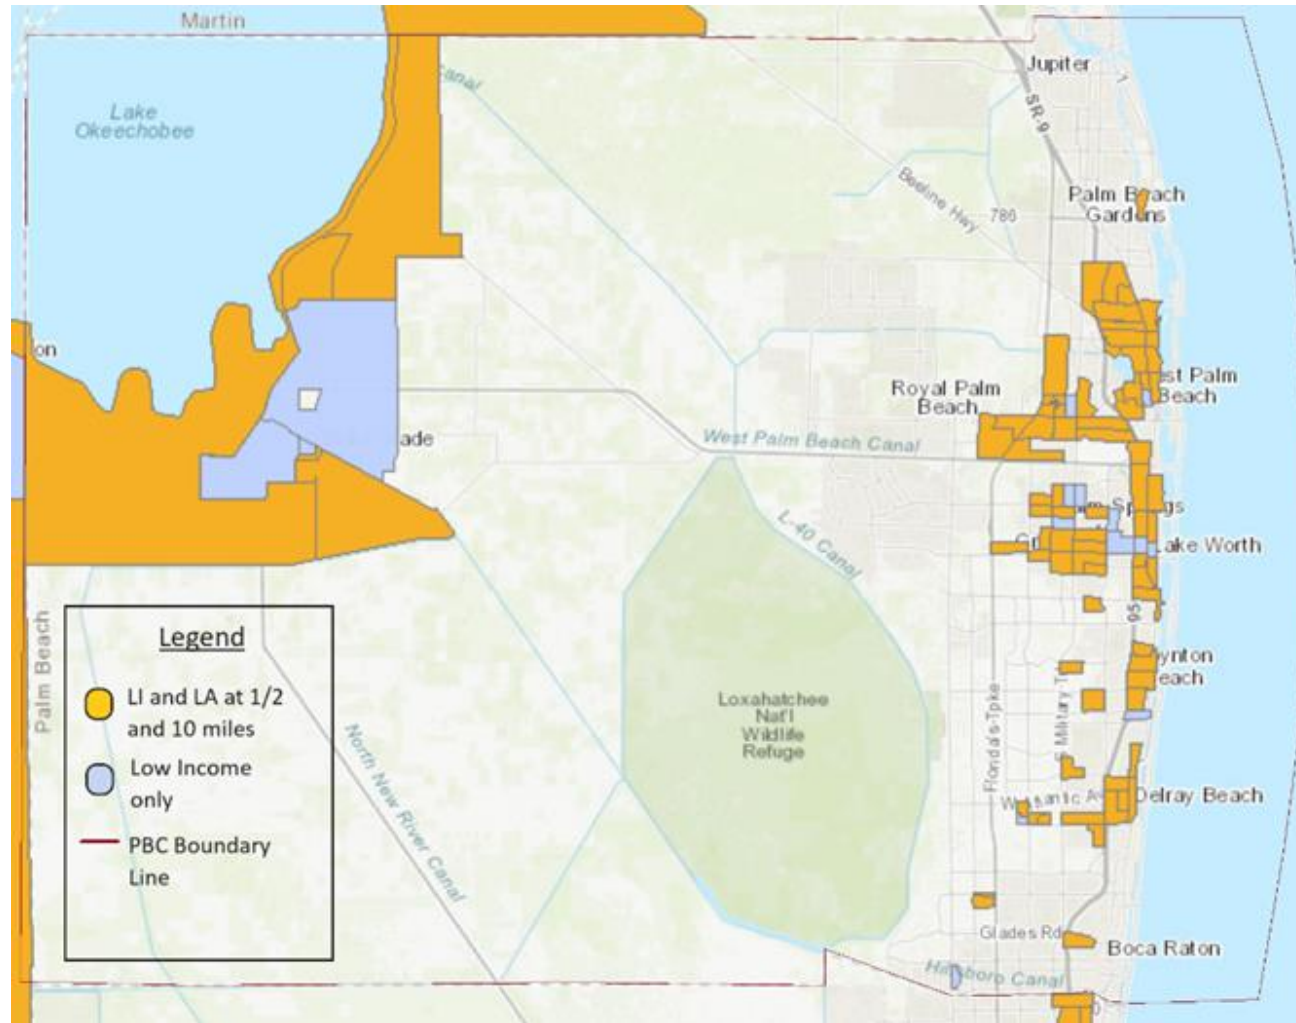 Martin
Lake
Okeechobee
Canal
Jupiter
SR-9
Beeline Hwy
786
Palm Beach
Gardens
on
Royal Palm
Beach
st Palm
Beach
ade
West Palm Beach Canal
L-40 Canal
Springs
Lake Worth
95
Palm Beach
Legend
LI and LA at 1/2
and 10 miles
Low Income
only
PBC Boundary
Line
North New River Canal
Loxahatchee
Nat'l
Wildlife
Refuge
Florida's-Tpke
Military
ynton
each
Delray Beach
Glades Rd
Boca Raton
Hillsboro Canal